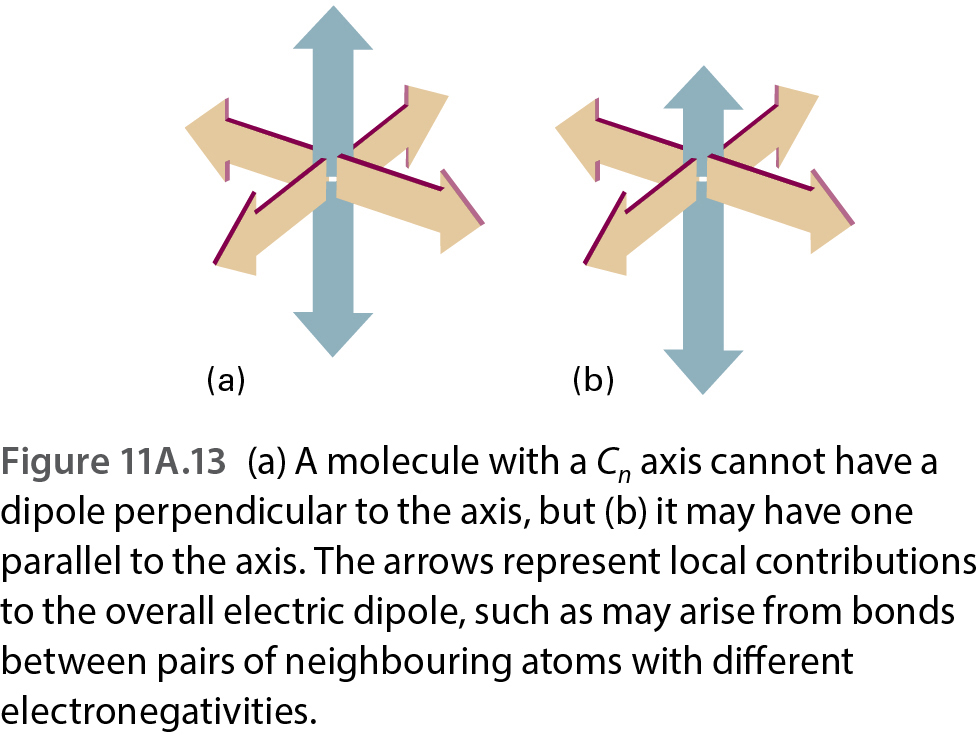 (a) (b)
Figure 11A.13 (a) A molecule with a Cn axis cannot have a
dipole perpendicular to the axis, but (b) it may have one
parallel to the axis. The arrows represent local contributions
to the overall electric dipole, such as may arise from bonds
between pairs of neighbouring atoms with different
electronegativities.